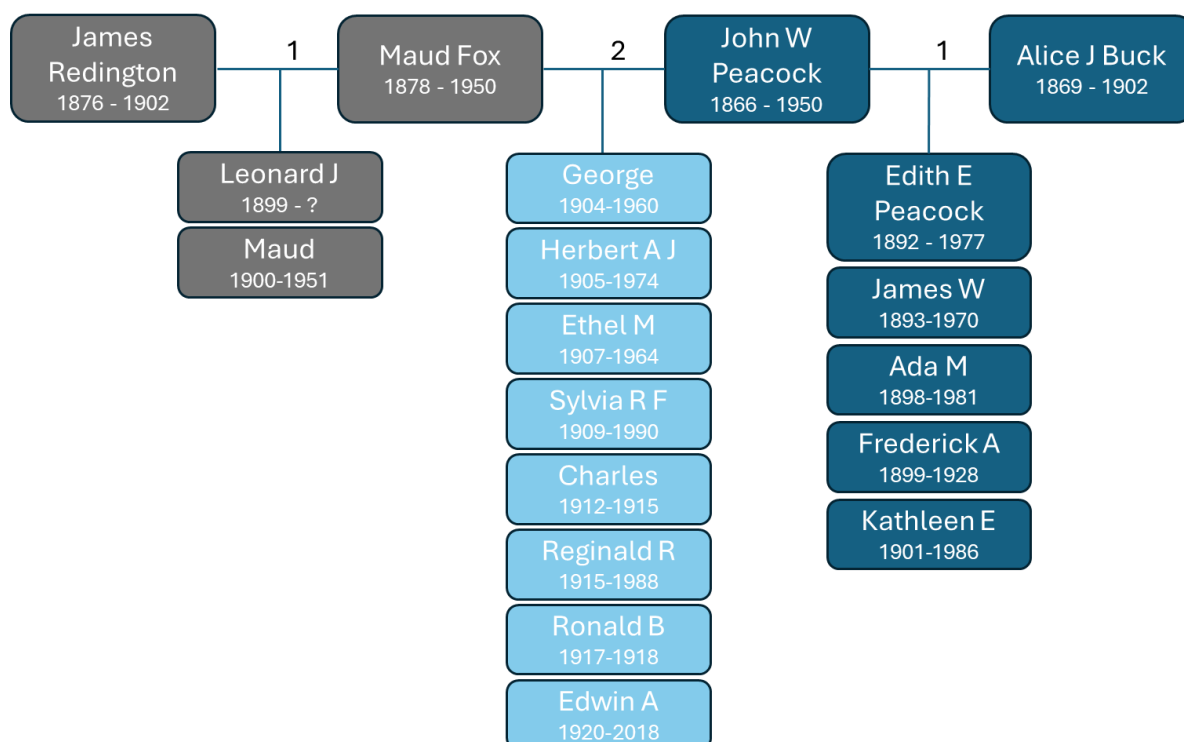 James
Redington
1876 - 1902
1
Maud Fox
1878 - 1950
2
John W
Peacock
1866 - 1950
1
Alice J Buck
1869 - 1902
Leonard J
1899 - ?
Maud
1900-1951
George
1904-1960
Herbert A J
1905-1974
Ethel M
1907-1964
Sylvia R F
1909-1990
Charles
1912-1915
Reginald R
1915-1988
Ronald B
1917-1918
Edwin A
1920-2018
Edith E
Peacock
1892 - 1977
James W
1893-1970
Ada M
1898-1981
Frederick A
1899-1928
Kathleen E
1901-1986